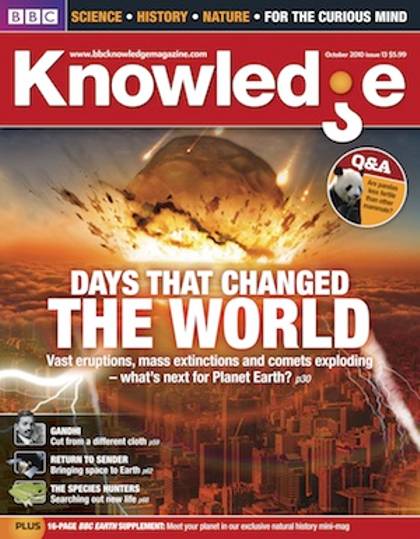 BBC SCIENCE • HISTORY • NATURE • FOR THE CURIOUS MIND
www.bbcknowledgemagazine.com October 2010 Issue 13 $5.99
Knowledge
Q&A
Are pandas
less fertile
than other
mammals?
DAYS THAT CHANGED
THE WORLD
Vast eruptions, mass extinctions and comets exploding
– what's next for Planet Earth? p30
GANDHI
Cut from a different cloth p59
RETURN TO SENDER
Bringing space to Earth p62
THE SPECIES HUNTERS
Searching out new life p68
PLUS 16-PAGE BBC EARTH SUPPLEMENT: Meet your planet in our exclusive natural history mini-mag